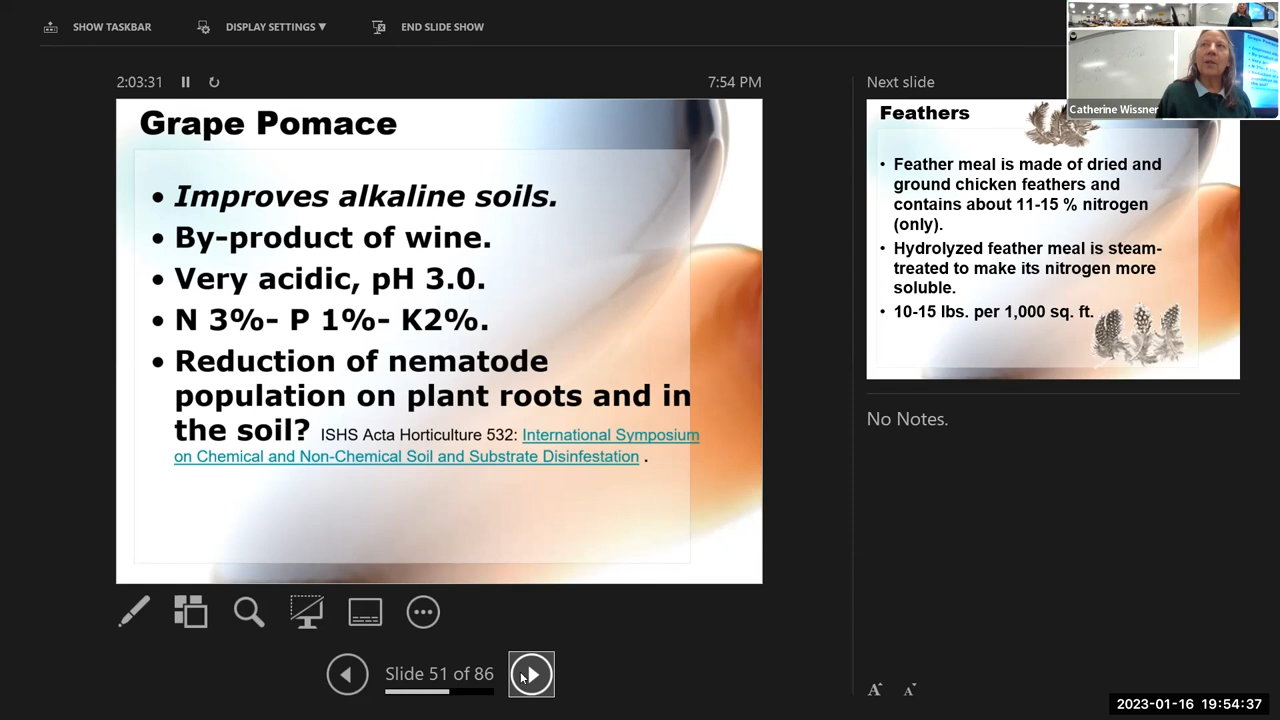 SHOW TASKBAR
DISPLAY SETTINGS ▼
END SLIDE SHOW
2:03:31
7:54 PM
Grape Pomace
• Improves alkaline soils.
• By-product of wine.
• Very acidic, pH 3.0.
• N 3%- P 1%- K2%.
• Reduction of nematode
population on plant roots and in
the soil? ISHS Acta Horticulture 532: International Symposium
on Chemical and Non-Chemical Soil and Substrate Disinfestation .
Slide 51 of 86
Next slide
Feathers
• Feather meal is made of dried and
ground chicken feathers and
contains about 11-15 % nitrogen
(only).
• Hydrolyzed feather meal is steam-
treated to make its nitrogen more
soluble.
• 10-15 lbs. per 1,000 sq. ft.
No Notes.
A A
Catherine Wissner
Grape Pomace
2023-01-16 19:54:37